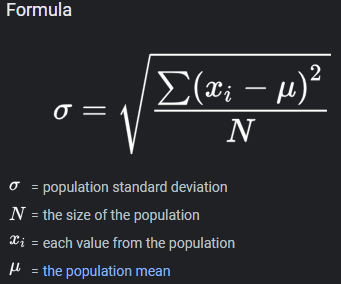 Formula
σ = √(∑(xᵢ − μ)² / N)
σ = population standard deviation
N = the size of the population
xᵢ = each value from the population
μ = the population mean